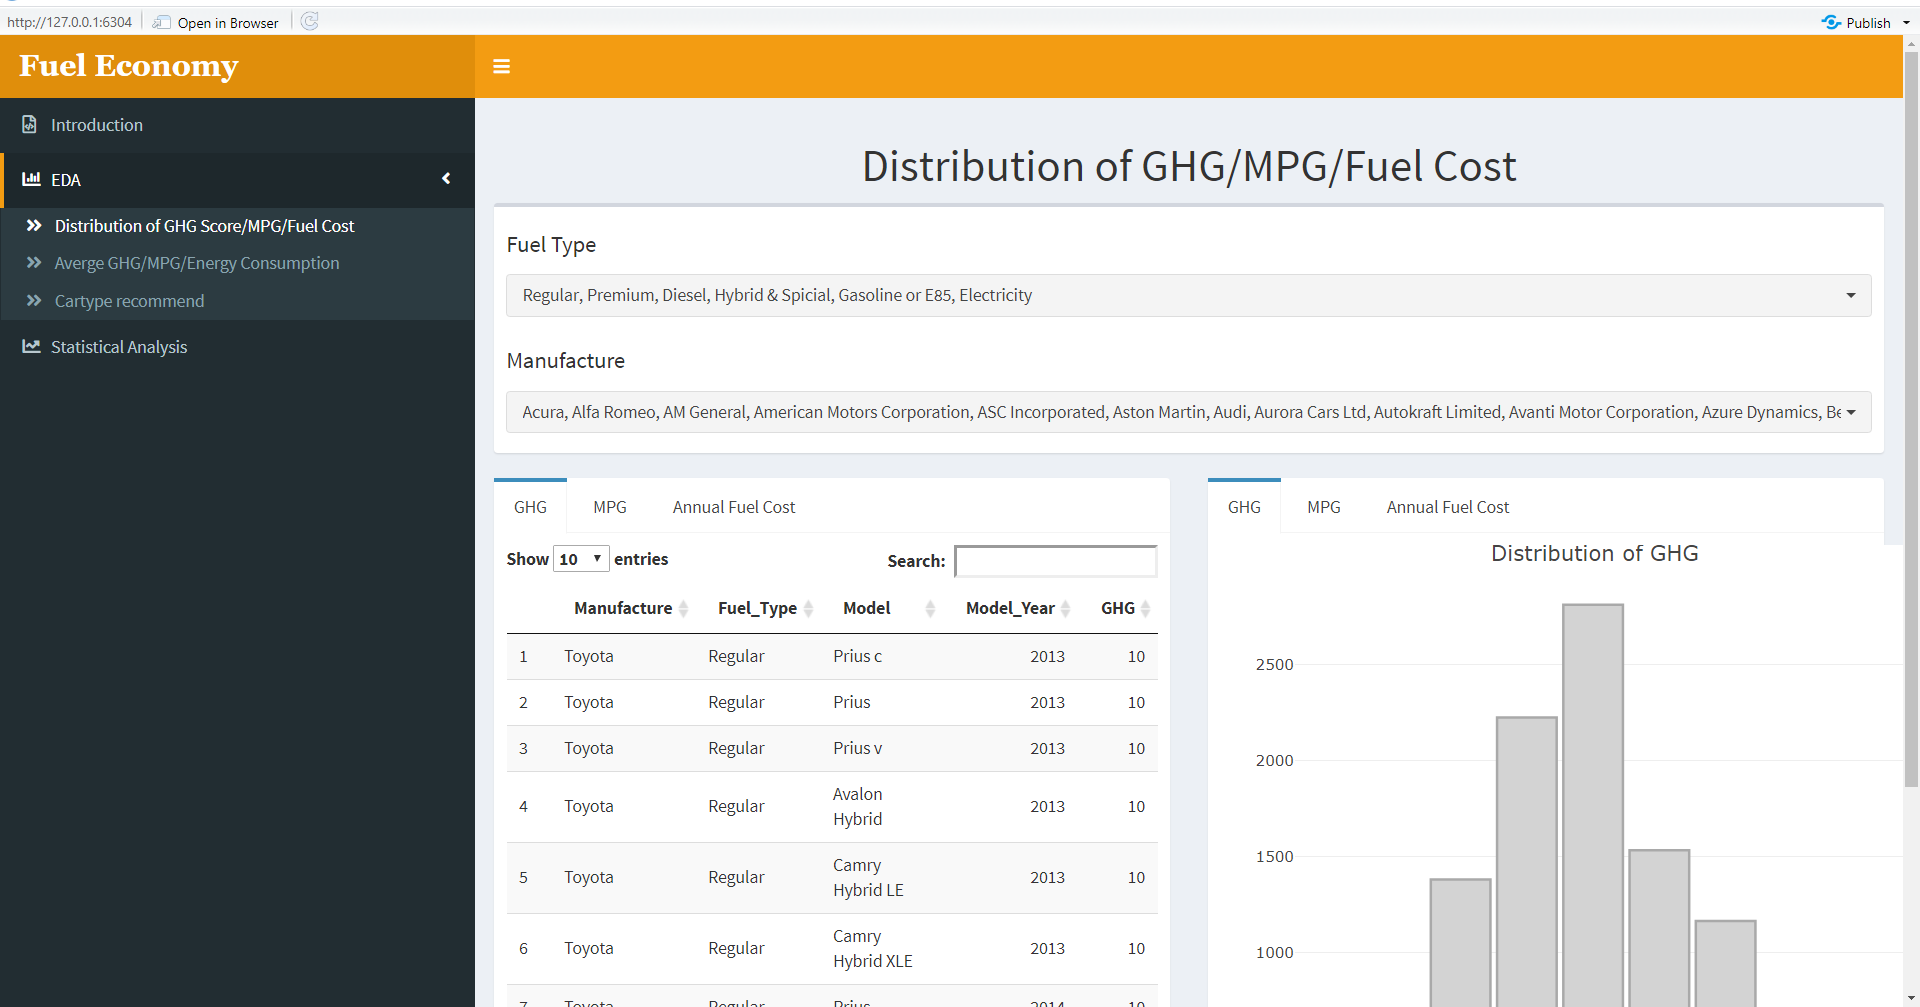 http://127.0.0.1:6304 Open in Browser Publish
Fuel Economy
Introduction
EDA
Distribution of GHG Score/MPG/Fuel Cost
Averge GHG/MPG/Energy Consumption
Cartype recommend
Statistical Analysis
Distribution of GHG/MPG/Fuel Cost
Fuel Type
Regular, Premium, Diesel, Hybrid & Spicial, Gasoline or E85, Electricity
Manufacture
Acura, Alfa Romeo, AM General, American Motors Corporation, ASC Incorporated, Aston Martin, Audi, Aurora Cars Ltd, Autokraft Limited, Avanti Motor Corporation, Azure Dynamics, Be
GHG MPG Annual Fuel Cost
Show 10 entries Search:
Manufacture Fuel_Type Model Model_Year GHG
1 Toyota Regular Prius c 2013 10
2 Toyota Regular Prius 2013 10
3 Toyota Regular Prius v 2013 10
4 Toyota Regular Avalon Hybrid 2013 10
5 Toyota Regular Camry Hybrid LE 2013 10
6 Toyota Regular Camry Hybrid XLE 2013 10
7 Toyota Regular Prius 2014 10
GHG MPG Annual Fuel Cost
Distribution of GHG
2500
2000
1500
1000